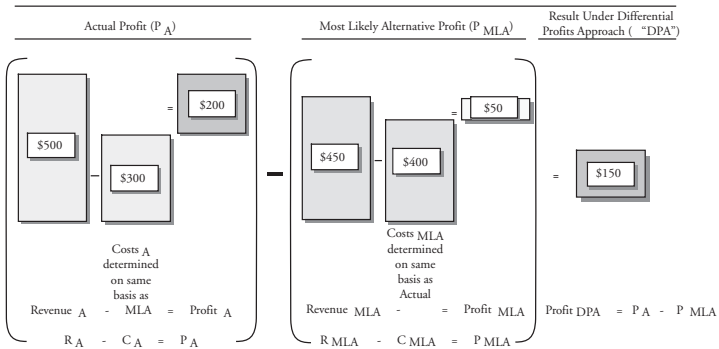 Actual Profit (P A)
Most Likely Alternative Profit (P MLA)
Result Under Differential
Profits Approach ( “DPA”)
$500
-
$300
=
$200
-
$450
-
$400
=
$50
=
$150
Costs A
determined
on same
basis as
MLA
Costs MLA
determined
on same
basis as
Actual
Revenue A - = Profit A
Revenue MLA - = Profit MLA
Profit DPA = P A - P MLA
R A - C A = P A
R MLA - C MLA = P MLA